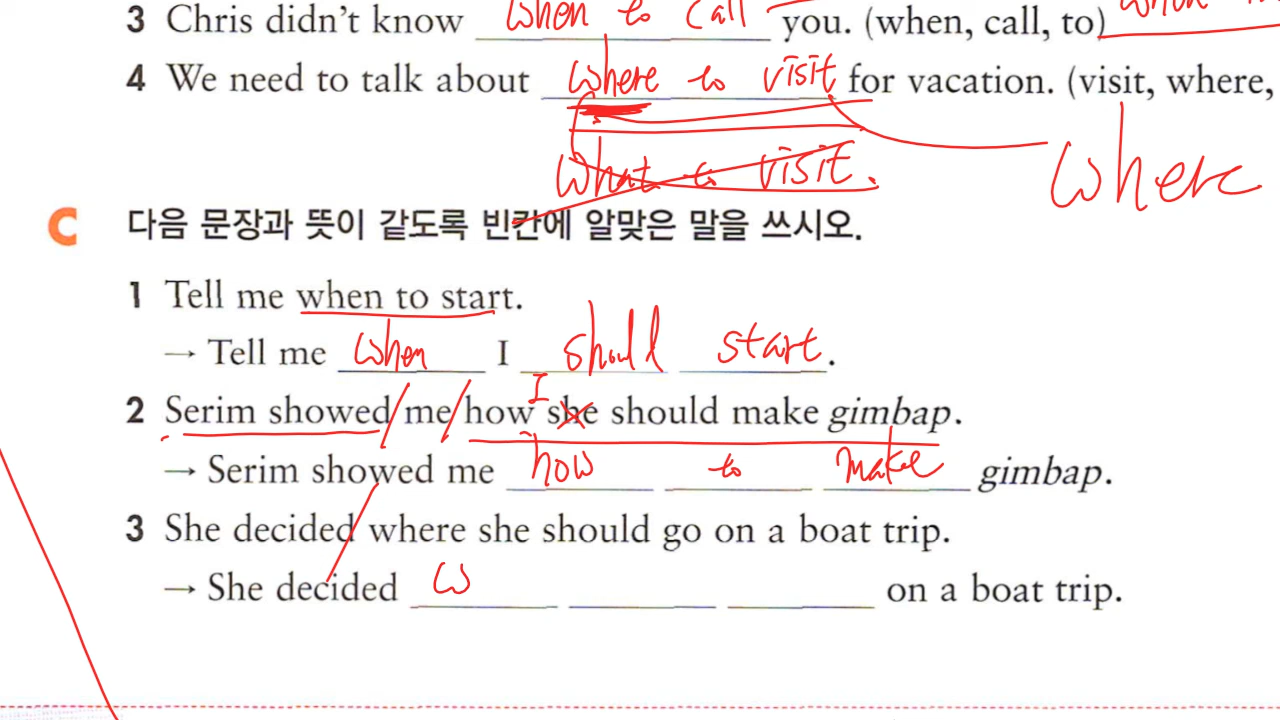 3 Chris didn't know when to call you. (when, call, to)
4 We need to talk about where to visit for vacation. (visit, where,
what to visit. where
C 다음 문장과 뜻이 같도록 빈칸에 알맞은 말을 쓰시오.
1 Tell me when to start.
→ Tell me when I should start.
I
2 Serim showed me how she should make gimbap.
→ Serim showed me how to make gimbap.
3 She decided where she should go on a boat trip.
→ She decided w on a boat trip.